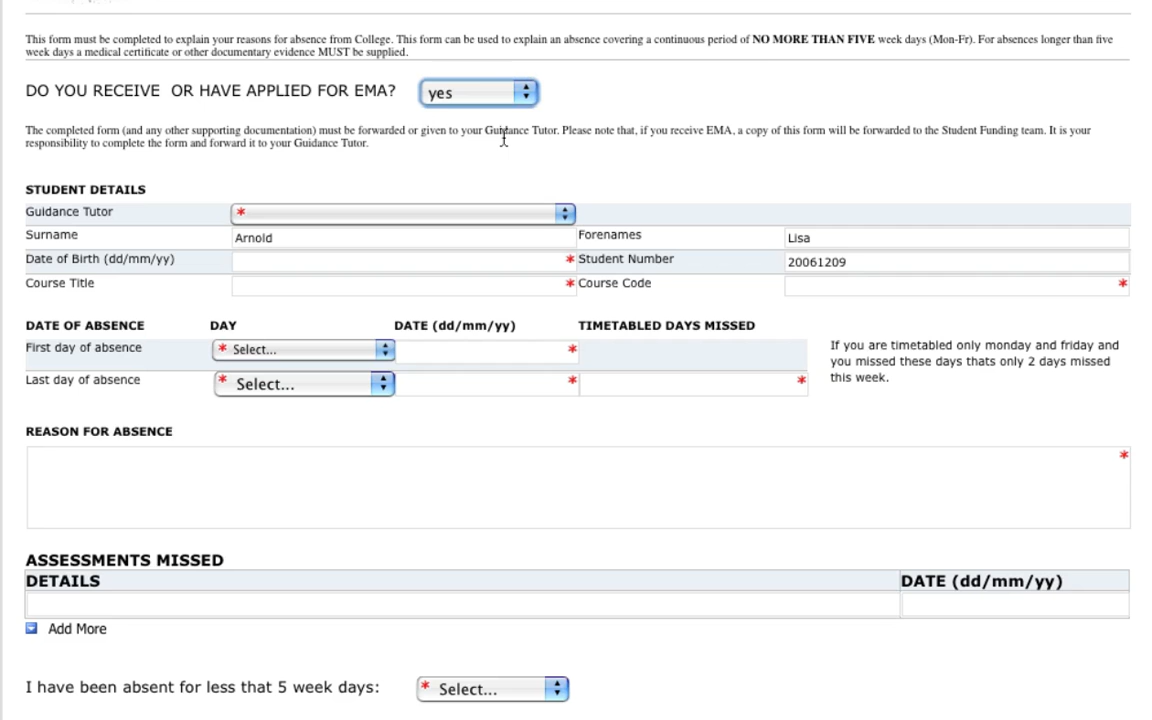 This form must be completed to explain your reasons for absence from College. This form can be used to explain an absence covering a continuous period of NO MORE THAN FIVE week days (Mon-Fr). For absences longer than five
week days a medical certificate or other documentary evidence MUST be supplied.
DO YOU RECEIVE OR HAVE APPLIED FOR EMA? yes
The completed form (and any other supporting documentation) must be forwarded or given to your Guidance Tutor. Please note that, if you receive EMA, a copy of this form will be forwarded to the Student Funding team. It is your
responsibility to complete the form and forward it to your Guidance Tutor.
STUDENT DETAILS
Guidance Tutor *
Surname Arnold Forenames Lisa
Date of Birth (dd/mm/yy) * Student Number 20061209
Course Title * Course Code *
DATE OF ABSENCE DAY DATE (dd/mm/yy) TIMETABLED DAYS MISSED
First day of absence * Select... *
Last day of absence * Select... * *
If you are timetabled only monday and friday and
you missed these days thats only 2 days missed
this week.
REASON FOR ABSENCE
*
ASSESSMENTS MISSED
DETAILS DATE (dd/mm/yy)
Add More
I have been absent for less that 5 week days: * Select...